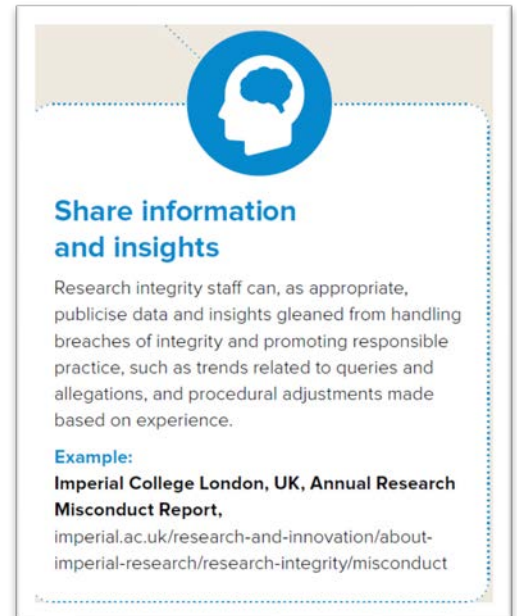 Share information
and insights
Research integrity staff can, as appropriate,
publicise data and insights gleaned from handling
breaches of integrity and promoting responsible
practice, such as trends related to queries and
allegations, and procedural adjustments made
based on experience.
Example:
Imperial College London, UK, Annual Research
Misconduct Report,
imperial.ac.uk/research-and-innovation/about-
imperial-research/research-integrity/misconduct